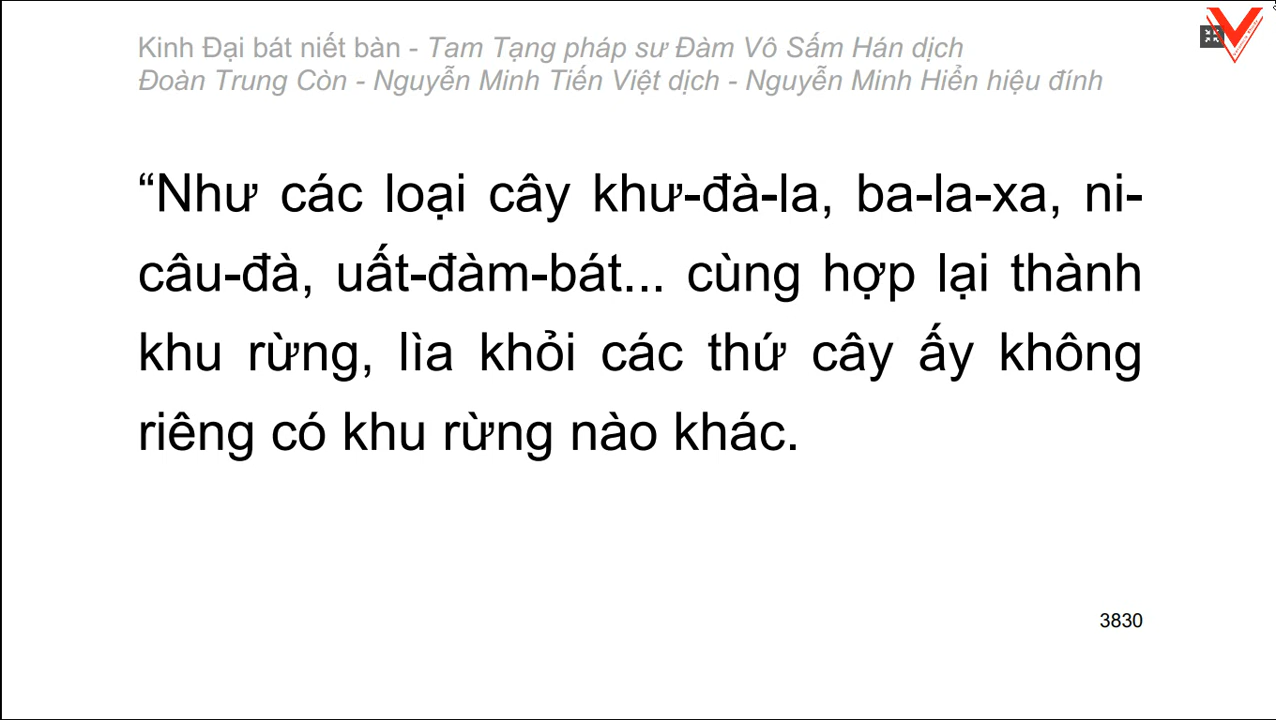 Kinh Đại bát niết bàn - Tam Tạng pháp sư Đàm Vô Sấm Hán dịch
Đoàn Trung Còn - Nguyễn Minh Tiến Việt dịch - Nguyễn Minh Hiển hiệu đính
“Như các loại cây khư-đà-la, ba-la-xa, ni-
câu-đà, uất-đàm-bát... cùng hợp lại thành
khu rừng, lìa khỏi các thứ cây ấy không
riêng có khu rừng nào khác.
3830